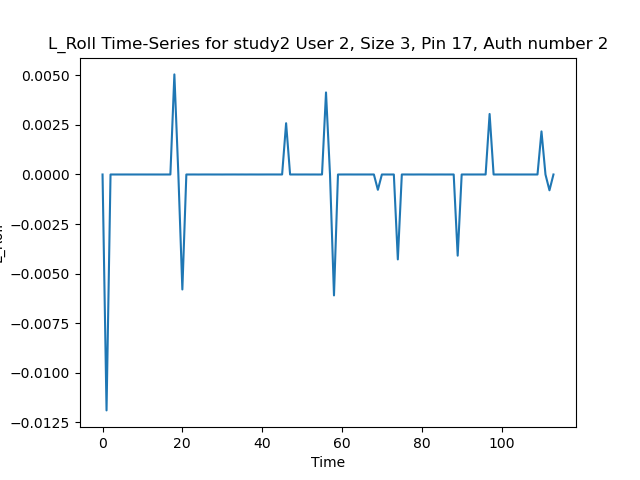 L_Roll Time-Series for study2 User 2, Size 3, Pin 17, Auth number 2
0.0050
0.0025
0.0000
−0.0025
−0.0050
−0.0075
−0.0100
−0.0125
0 20 40 60 80 100
Time